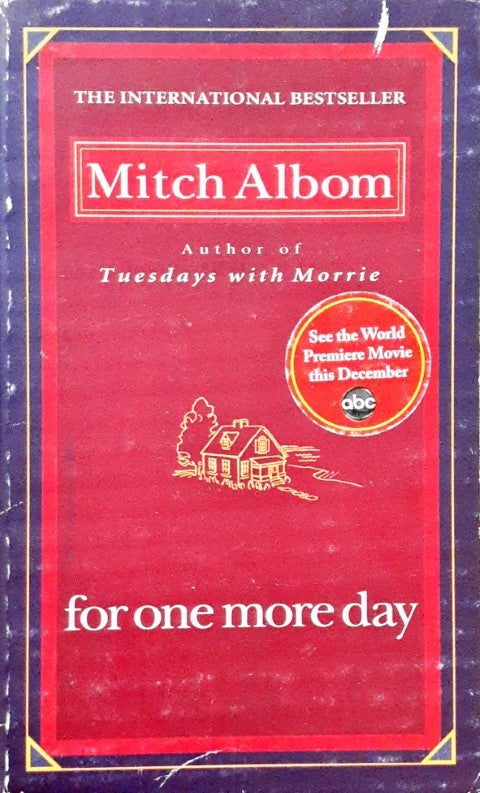 THE INTERNATIONAL BESTSELLER
Mitch Albom
Author of
Tuesdays with Morrie
See the World
Premiere Movie
this December
abc
for one more day